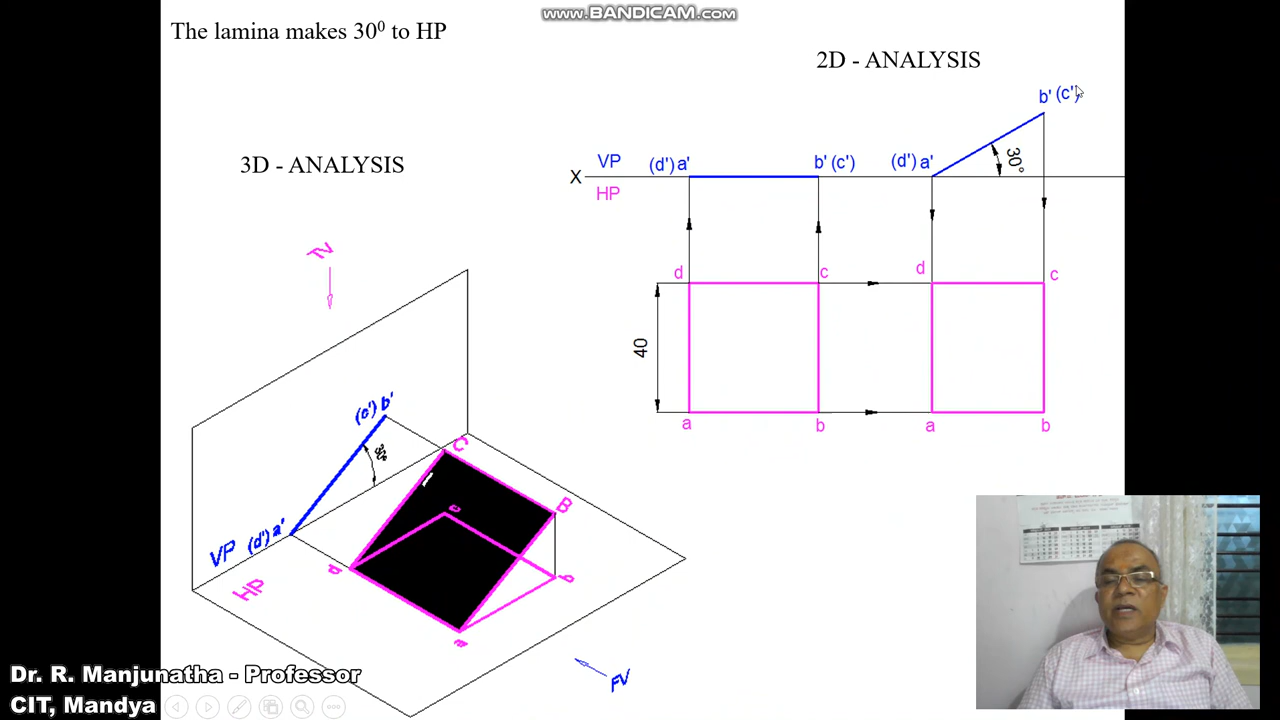 www.BANDICAM.com
The lamina makes 30⁰ to HP
2D - ANALYSIS
3D - ANALYSIS
b' (c')
30°
X
VP
HP
(d') a'
b' (c')
(d') a'
d
c
d
c
40
a
b
a
b
TV
(c') b'
30°
C
B
c
VP
(d') a'
HP
d
b
a
FV
Dr. R. Manjunatha - Professor
CIT, Mandya